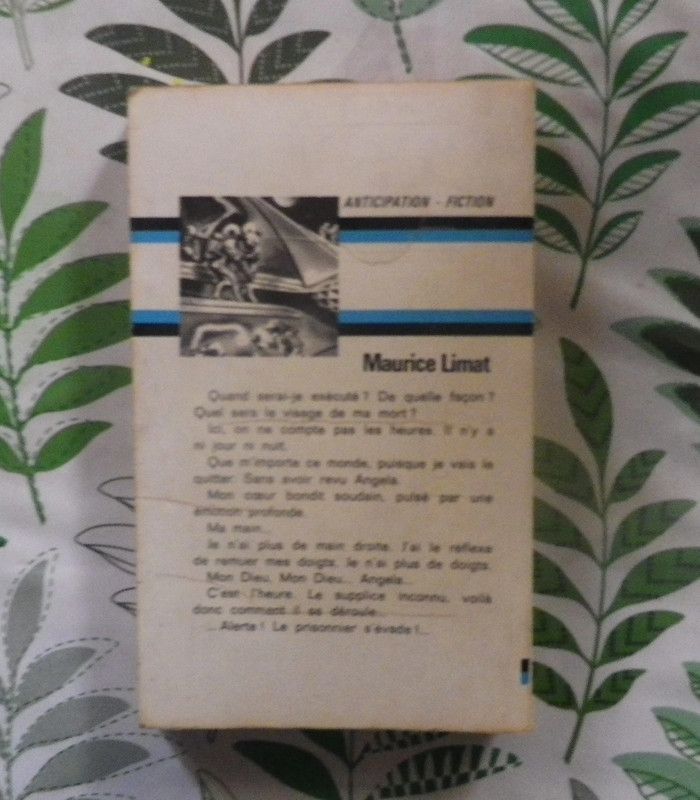 ANTICIPATION - FICTION
Maurice Limat
Quand serai-je exécuté ? De quelle façon ?
Quel sera le visage de ma mort ?
Ici, on ne compte pas les heures. Il n'y a
ni jour ni nuit.
Que m'importe ce monde, puisque je vais le
quitter. Sans avoir revu Angela.
Mon cœur bondit soudain, pulsé par une
émotion profonde.
Ma main...
Je n'ai plus de main droite. J'ai le réflexe
de remuer mes doigts. Je n'ai plus de doigts.
Mon Dieu, Mon Dieu... Angela...
C'est l'heure. Le supplice inconnu, voilà
donc comment il se déroule...
... Alerte ! Le prisonnier s'évade !...